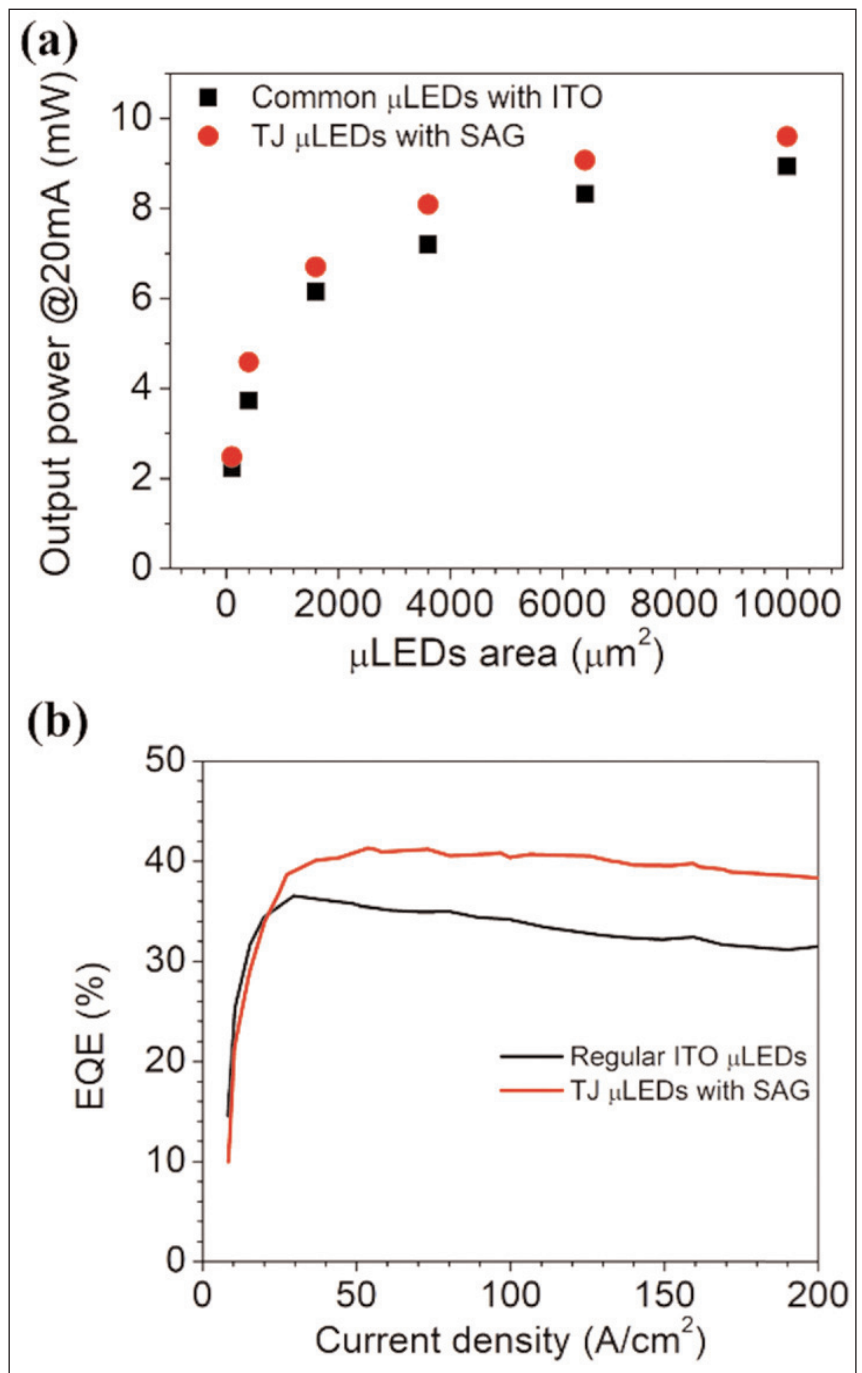 (a)
Common μLEDs with ITO
TJ μLEDs with SAG
Output power @20mA (mW)
10
8
6
4
2
0
0 2000 4000 6000 8000 10000
μLEDs area (μm²)
(b)
50
40
30
20
10
0
EQE (%)
Regular ITO μLEDs
TJ μLEDs with SAG
0 50 100 150 200
Current density (A/cm²)